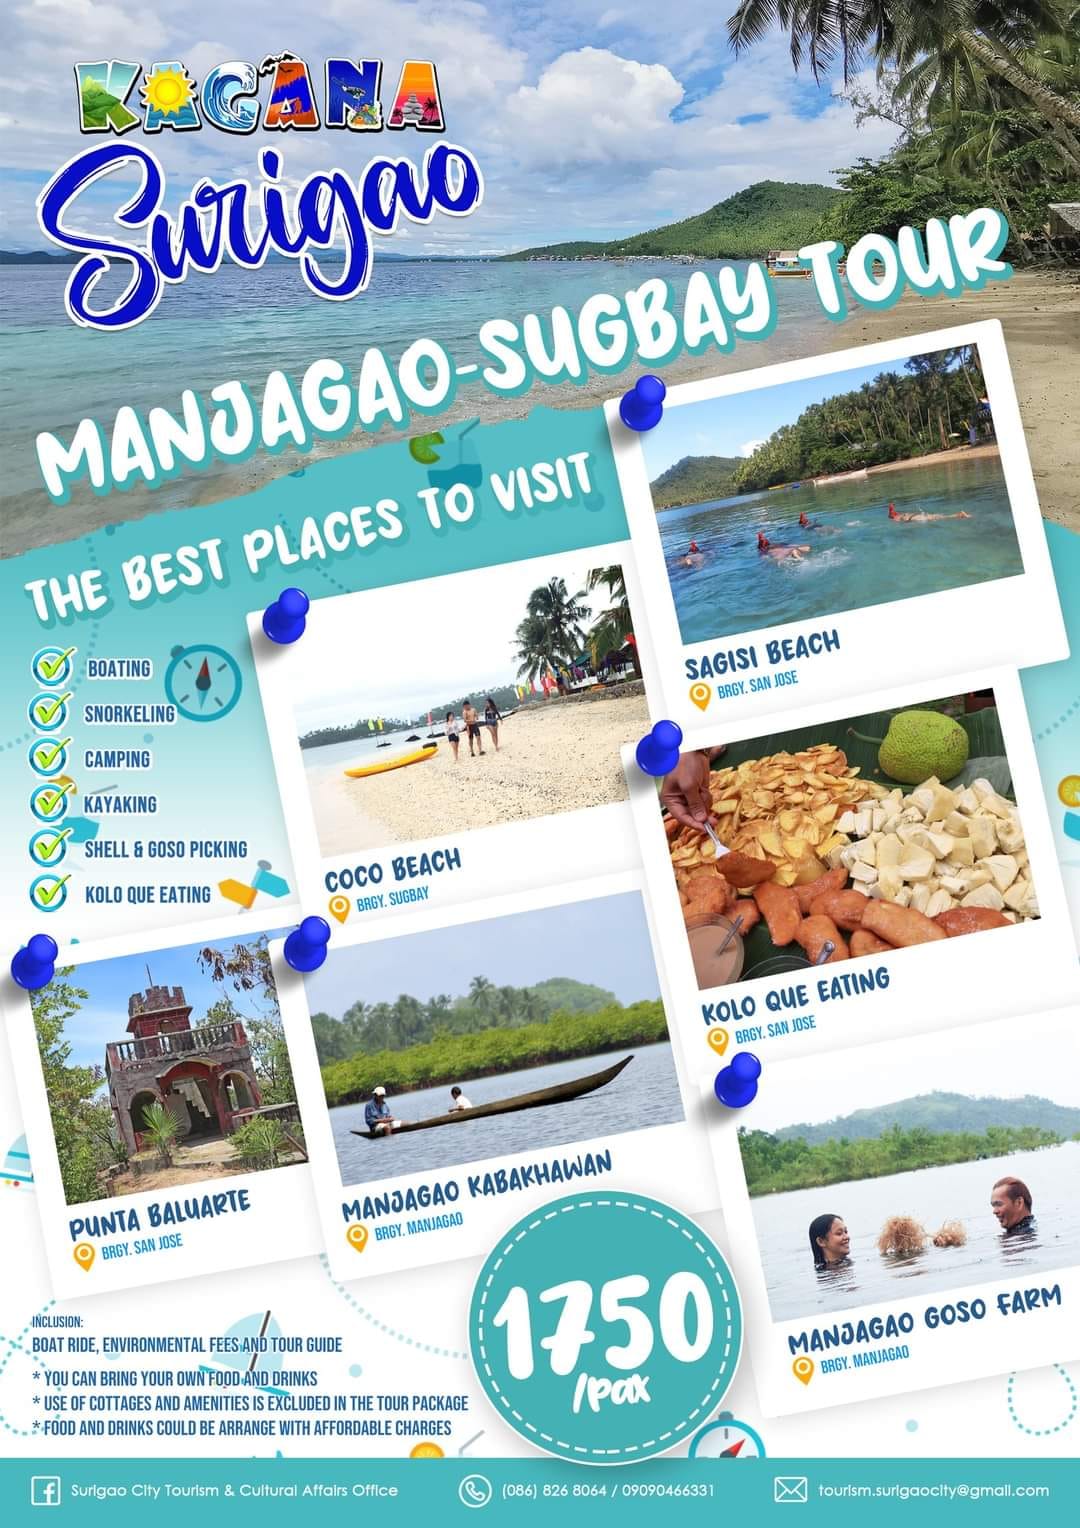 KAGANA
Surigao
MANJAGAO-SUGBAY TOUR
THE BEST PLACES TO VISIT
BOATING
SNORKELING
CAMPING
KAYAKING
SHELL & GOSO PICKING
KOLO QUE EATING
SAGISI BEACH
BRGY. SAN JOSE
COCO BEACH
BRGY. SUGBAY
KOLO QUE EATING
BRGY. SAN JOSE
PUNTA BALUARTE
BRGY. SAN JOSE
MANJAGAO KABAKHAWAN
BRGY. MANJAGAO
MANJAGAO GOSO FARM
BRGY. MANJAGAO
1750
/pax
INCLUSION:
BOAT RIDE, ENVIRONMENTAL FEES AND TOUR GUIDE
* YOU CAN BRING YOUR OWN FOOD AND DRINKS
* USE OF COTTAGES AND AMENITIES IS EXCLUDED IN THE TOUR PACKAGE
* FOOD AND DRINKS COULD BE ARRANGE WITH AFFORDABLE CHARGES
Surigao City Tourism & Cultural Affairs Office
(086) 826 8064 / 09090466331
tourism.surigaocity@gmail.com